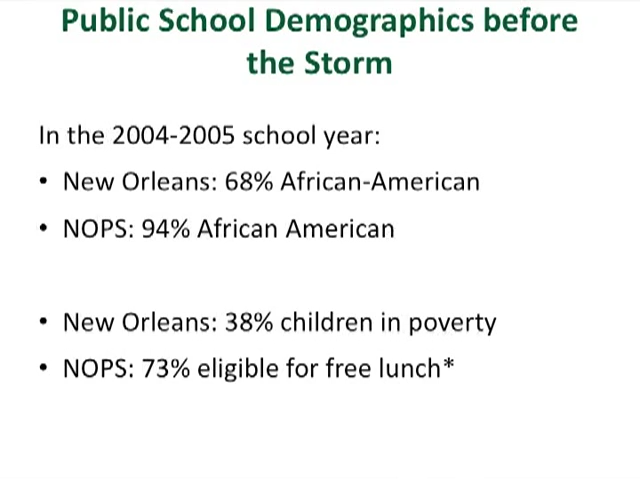 Public School Demographics before
the Storm
In the 2004-2005 school year:
• New Orleans: 68% African-American
• NOPS: 94% African American
• New Orleans: 38% children in poverty
• NOPS: 73% eligible for free lunch*